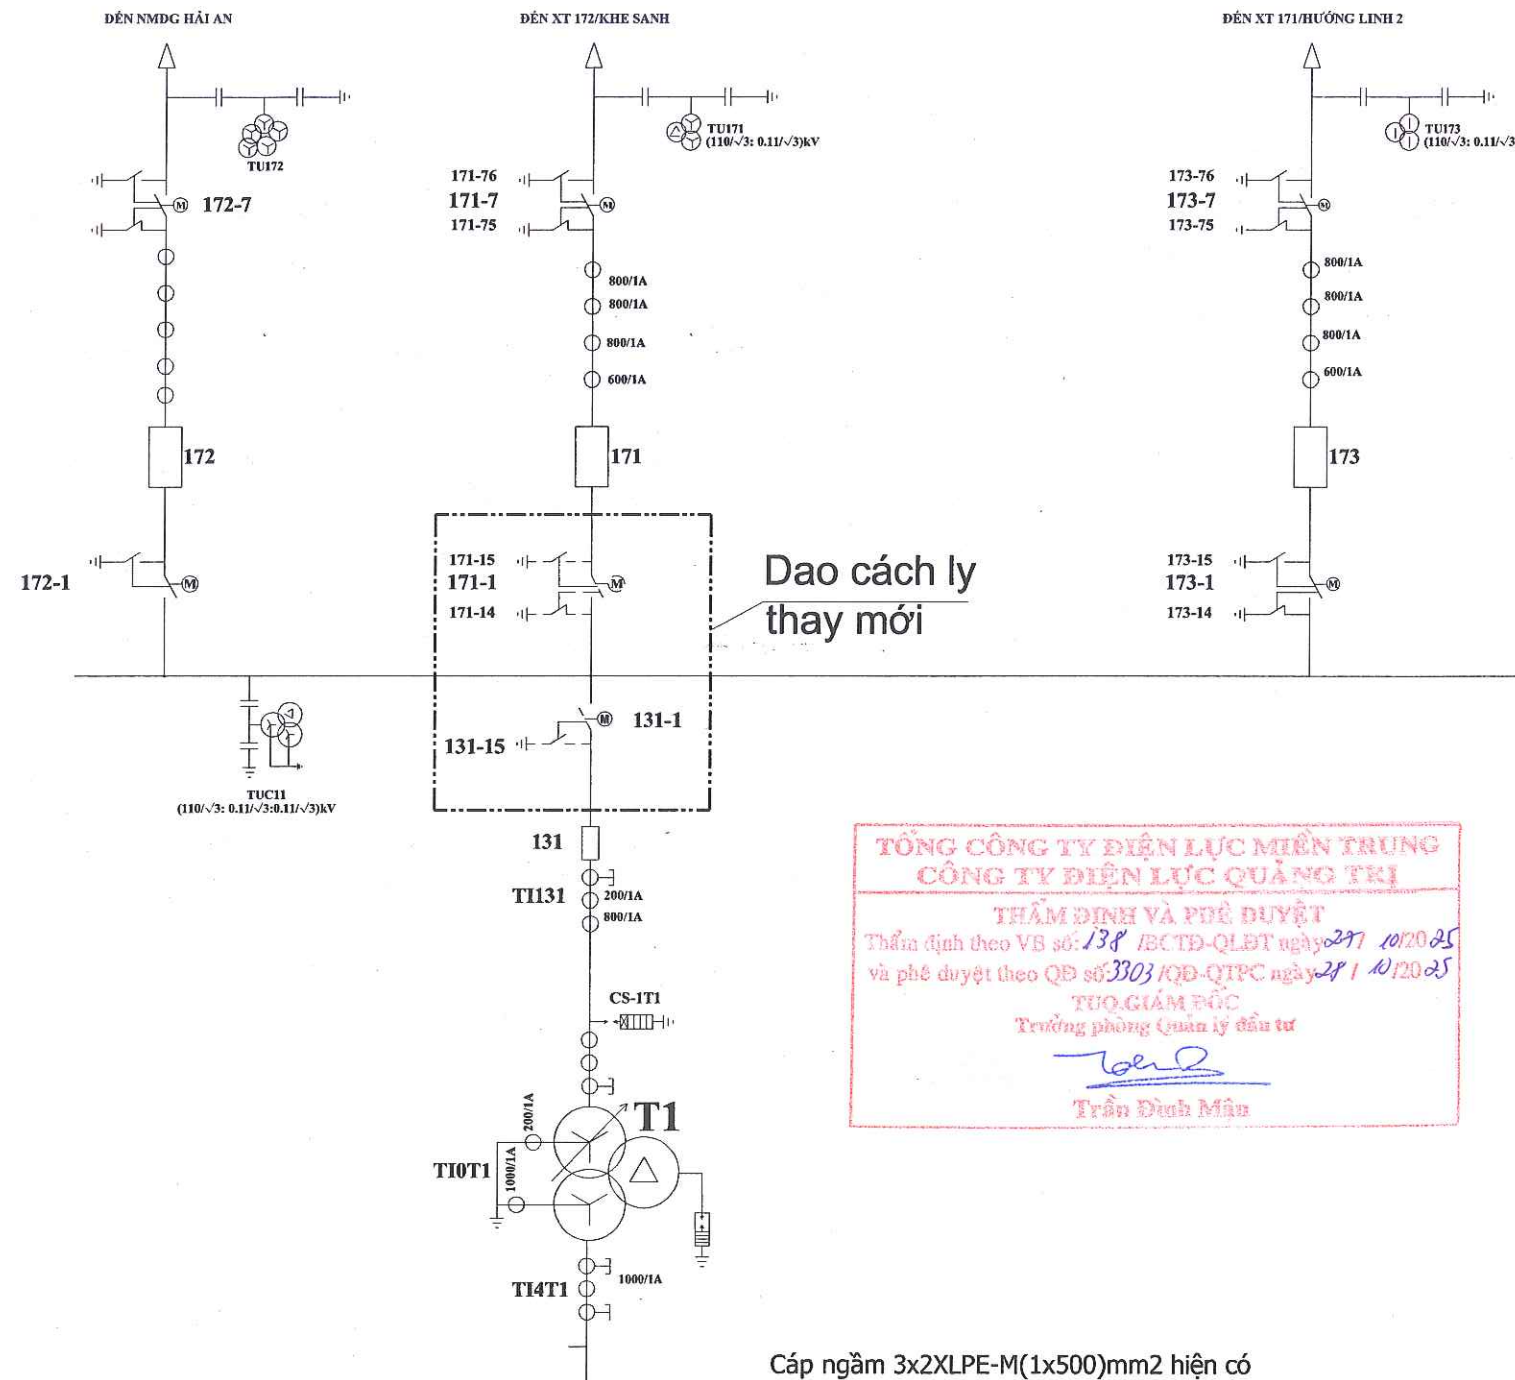 ĐẾN NMĐG HẢI AN
ĐẾN XT 172/KHE SANH
ĐẾN XT 171/HƯỚNG LINH 2
TU172
TU171
(110/√3: 0.11/√3)kV
TU173
(110/√3: 0.11/√3
172-7
M
171-76
171-7
M
171-75
173-76
173-7
M
173-75
800/1A
800/1A
800/1A
600/1A
800/1A
800/1A
800/1A
600/1A
172
171
173
172-1
M
171-15
171-1
M
171-14
Dao cách ly
thay mới
173-15
173-1
M
173-14
M
131-1
131-15
TUC11
(110/√3: 0.11/√3:0.11/√3)kV
131
TI131
200/1A
800/1A
CS-1T1
T1
200/1A
TI0T1
1000/1A
TI4T1
1000/1A
TỔNG CÔNG TY ĐIỆN LỰC MIỀN TRUNG
CÔNG TY ĐIỆN LỰC QUẢNG TRỊ
THẨM ĐỊNH VÀ PHÊ DUYỆT
Thẩm định theo VB số: 138 /BCTĐ-QLĐT ngày 27/ 10/2025
và phê duyệt theo QĐ số 3303 /QĐ-QTPC ngày 28 / 10/2025
TUQ.GIÁM ĐỐC
Trưởng phòng Quản lý đầu tư
Trần Đình Mân
Cáp ngầm 3x2XLPE-M(1x500)mm2 hiện có